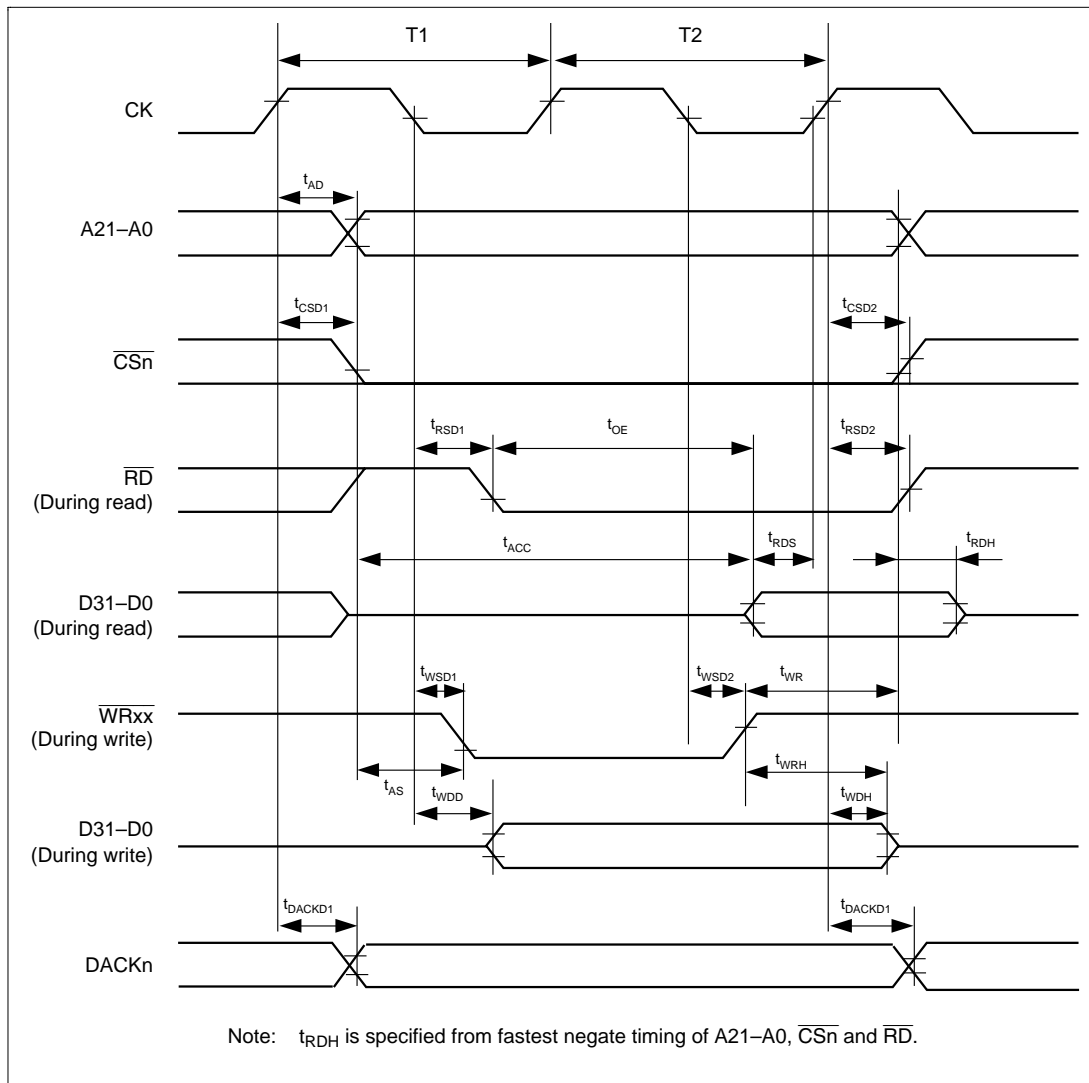 T1 T2
CK
tAD
A21–A0
tCSD1 tCSD2
CSn
tRSD1 tOE tRSD2
RD
(During read)
tACC tRDS tRDH
D31–D0
(During read)
tWSD1 tWSD2 tWR
WRxx
(During write)
tWRH
tAS tWDD tWDH
D31–D0
(During write)
tDACKD1 tDACKD1
DACKn
Note: tRDH is specified from fastest negate timing of A21–A0, CSn and RD.